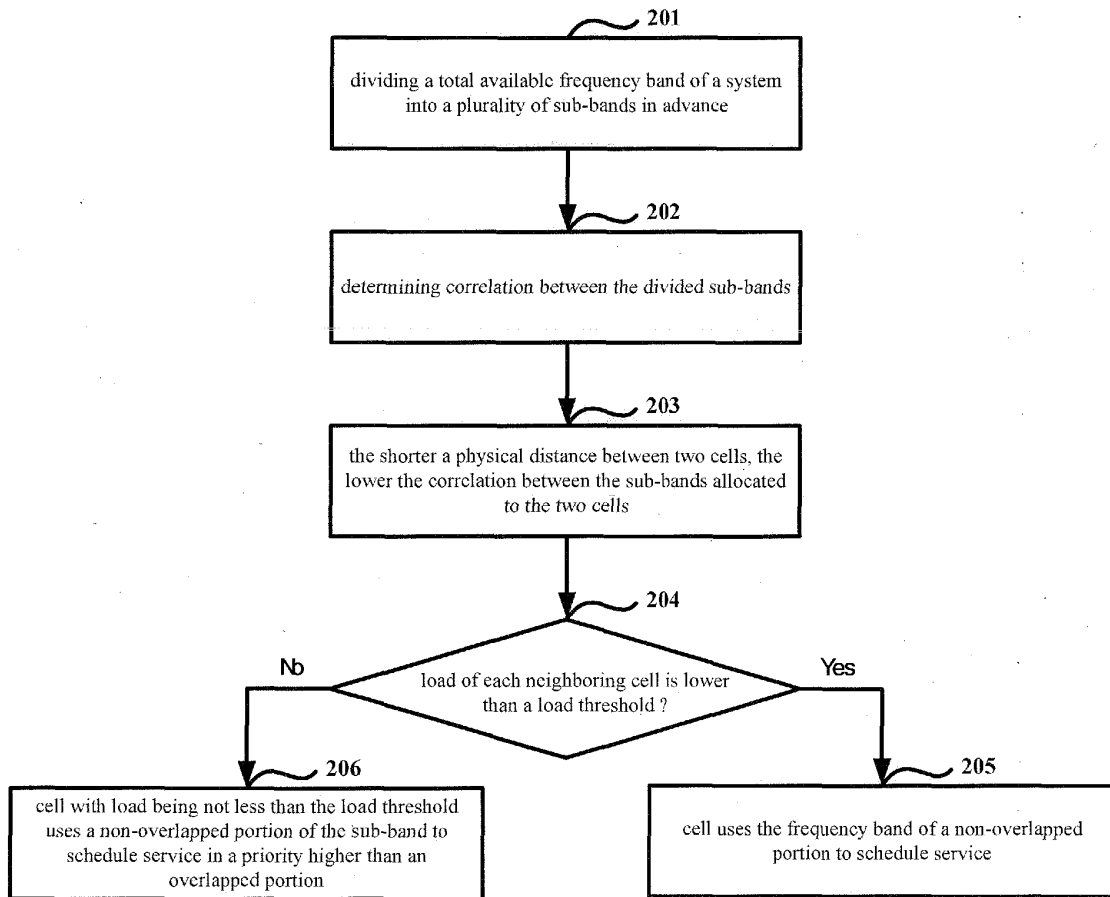 201
dividing a total available frequency band of a system
into a plurality of sub-bands in advance
202
determining correlation between the divided sub-bands
203
the shorter a physical distance between two cells, the
lower the correlation between the sub-bands allocated
to the two cells
204
No
Yes
load of each neighboring cell is lower
than a load threshold ?
206
cell with load being not less than the load threshold
uses a non-overlapped portion of the sub-band to
schedule service in a priority higher than an
overlapped portion
205
cell uses the frequency band of a non-overlapped
portion to schedule service